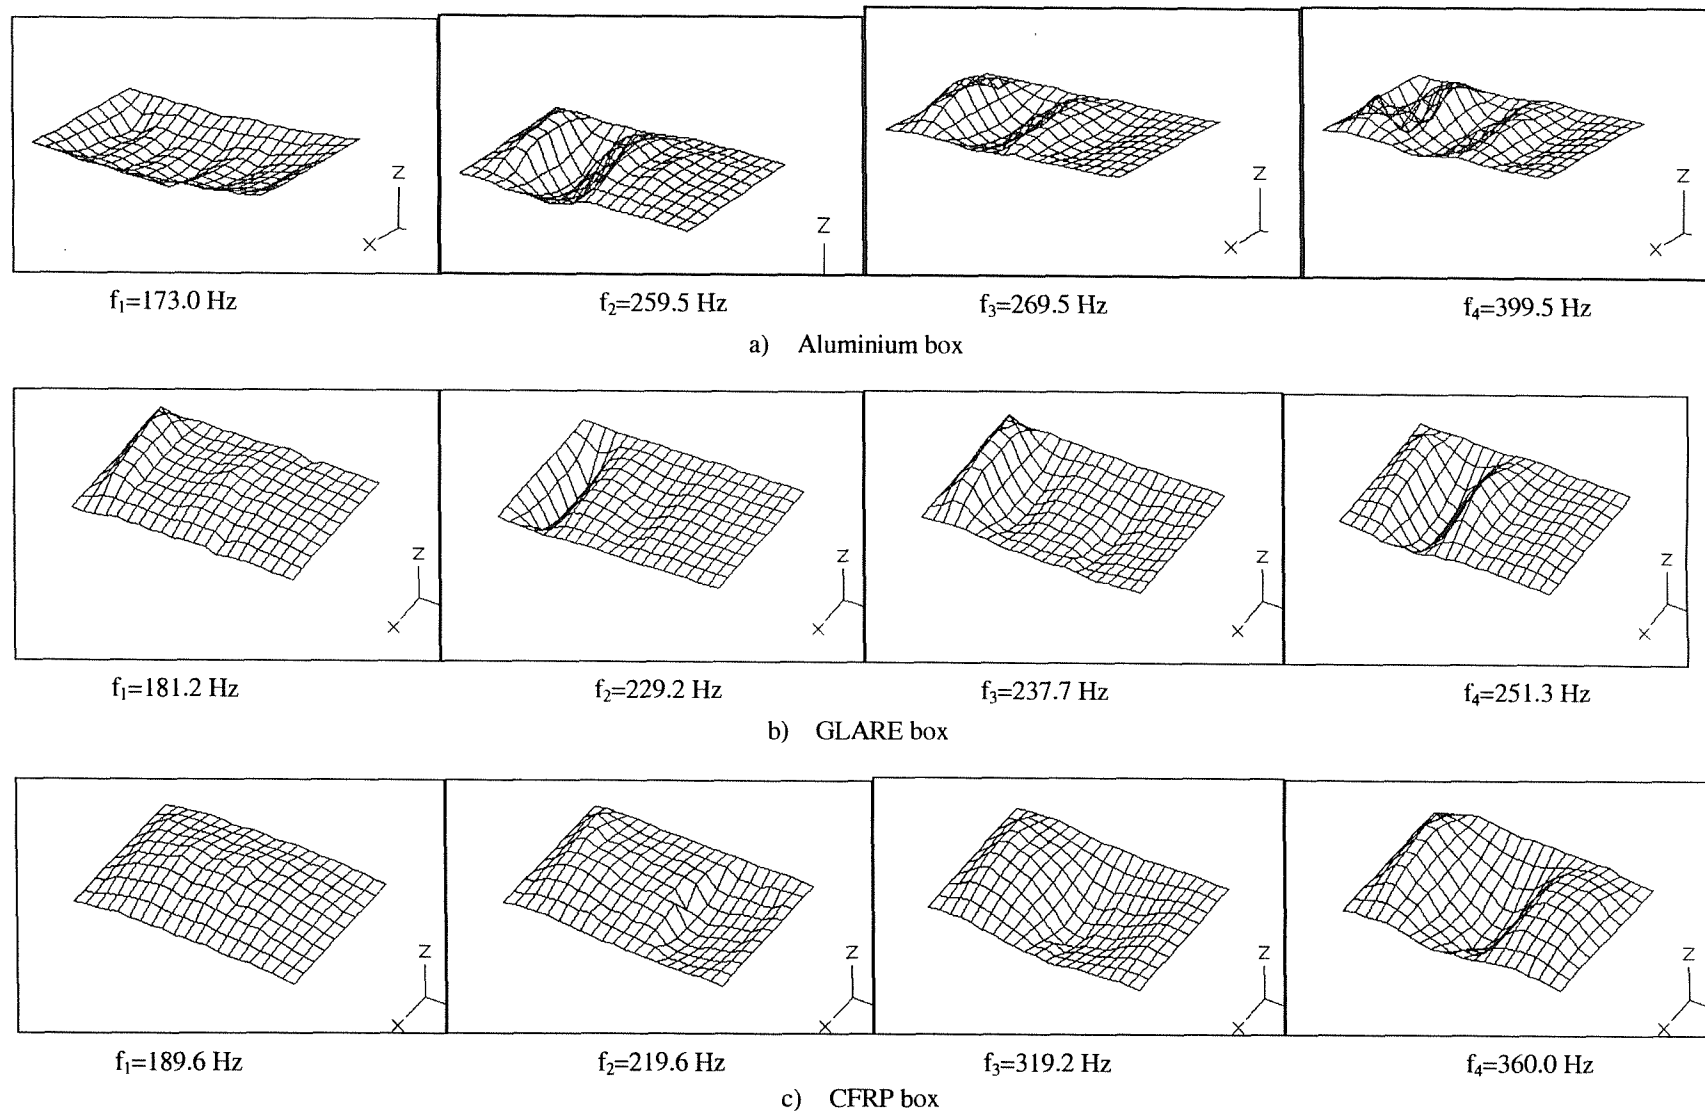 Z
X
Z
Z
X
Z
X
f₁=173.0 Hz
f₂=259.5 Hz
f₃=269.5 Hz
f₄=399.5 Hz
a) Aluminium box
Z
X
Z
X
Z
X
Z
X
f₁=181.2 Hz
f₂=229.2 Hz
f₃=237.7 Hz
f₄=251.3 Hz
b) GLARE box
Z
X
Z
X
Z
X
Z
X
f₁=189.6 Hz
f₂=219.6 Hz
f₃=319.2 Hz
f₄=360.0 Hz
c) CFRP box